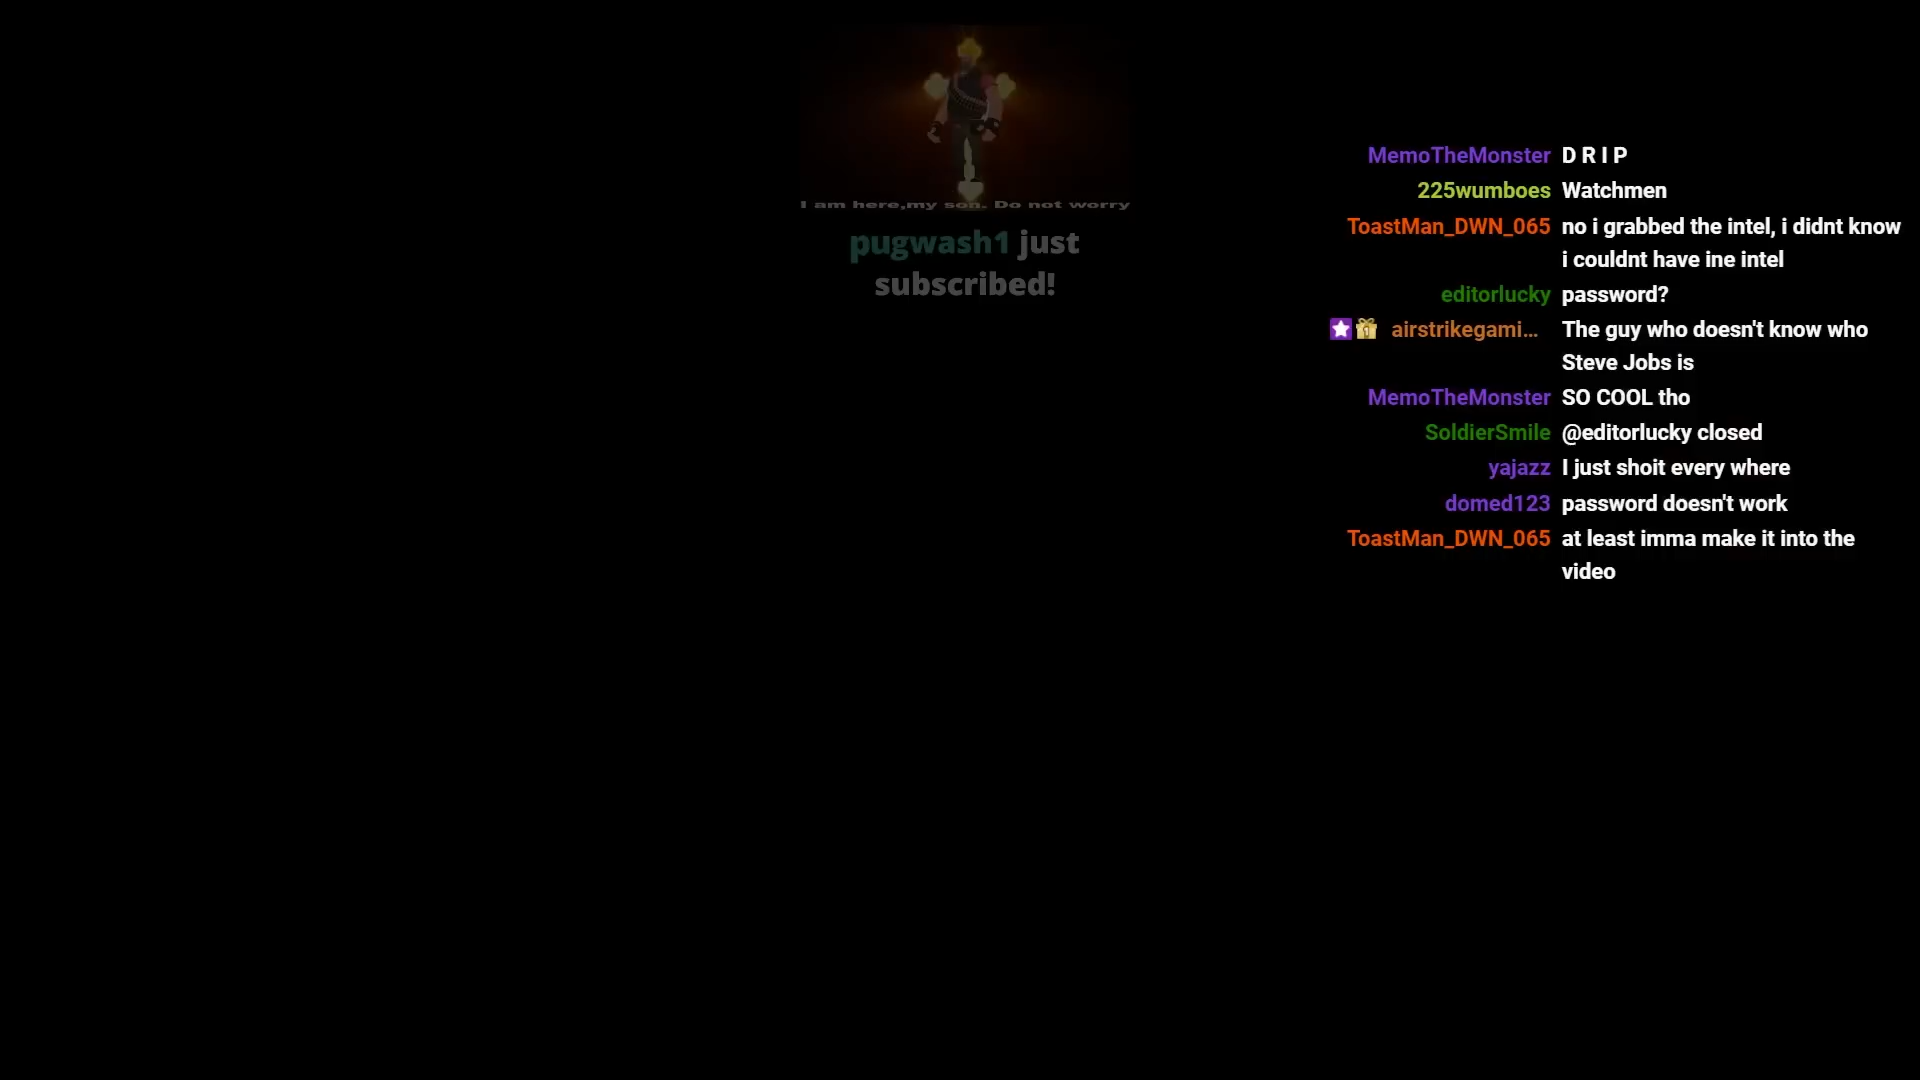 I am here,my son. Do not worry
pugwash1 just
subscribed!
MemoTheMonster D R I P
225wumboes Watchmen
ToastMan_DWN_065 no i grabbed the intel, i didnt know
i couldnt have ine intel
editorlucky password?
airstrikegami... The guy who doesn't know who
Steve Jobs is
MemoTheMonster SO COOL tho
SoldierSmile @editorlucky closed
yajazz I just shoit every where
domed123 password doesn't work
ToastMan_DWN_065 at least imma make it into the
video